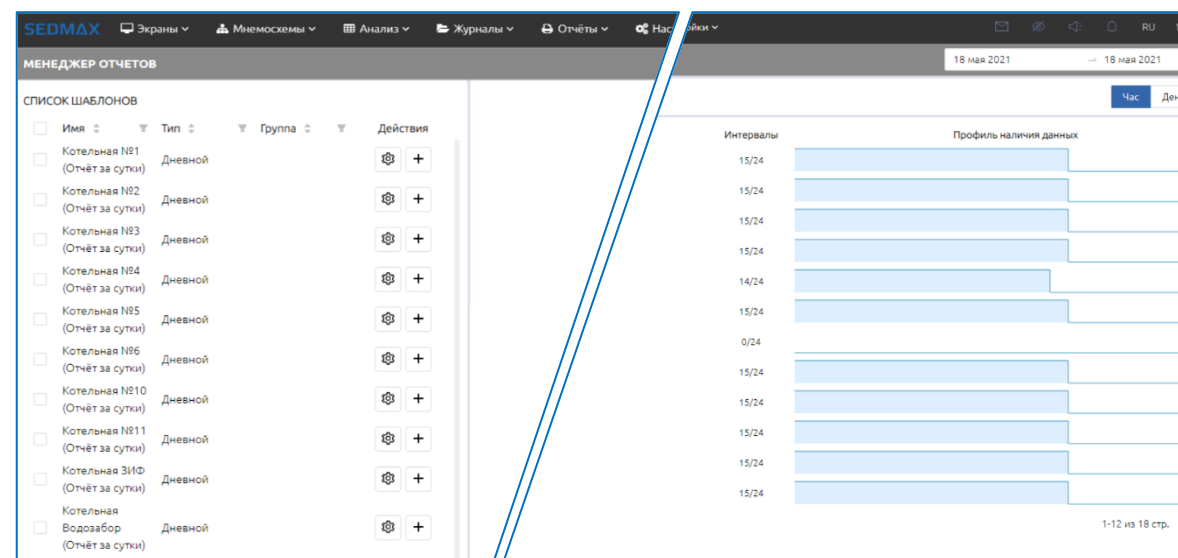 SEDMAX Экраны Мнемосхемы Анализ Журналы Отчёты Нас ойки RU
МЕНЕДЖЕР ОТЧЕТОВ 18 мая 2021 → 18 мая 2021
СПИСОК ШАБЛОНОВ Час Ден
Имя Тип Группа Действия
Интервалы Профиль наличия данных
Котельная №1
(Отчёт за сутки) Дневной
Котельная №2
(Отчёт за сутки) Дневной
Котельная №3
(Отчёт за сутки) Дневной
Котельная №4
(Отчёт за сутки) Дневной
Котельная №5
(Отчёт за сутки) Дневной
Котельная №6
(Отчёт за сутки) Дневной
Котельная №10
(Отчёт за сутки) Дневной
Котельная №11
(Отчёт за сутки) Дневной
Котельная ЗИФ
(Отчёт за сутки) Дневной
Котельная
Водозабор Дневной
(Отчёт за сутки)
15/24
15/24
15/24
15/24
14/24
15/24
0/24
15/24
15/24
15/24
15/24
15/24
1-12 из 18 стр.